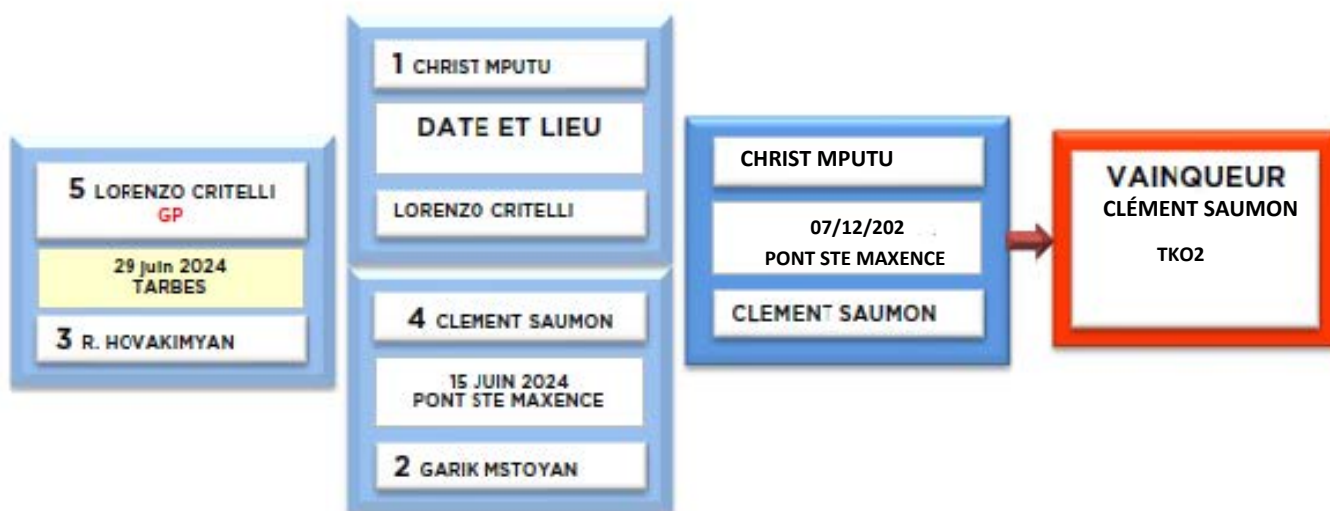 5 LORENZO CRITELLI
GP
29 juin 2024
TARBES
3 R. HOVAKIMYAN
1 CHRIST MPUTU
DATE ET LIEU
LORENZO CRITELLI
4 CLEMENT SAUMON
15 JUIN 2024
PONT STE MAXENCE
2 GARIK MSTOYAN
CHRIST MPUTU
07/12/202
PONT STE MAXENCE
CLEMENT SAUMON
VAINQUEUR
CLÉMENT SAUMON
TKO2